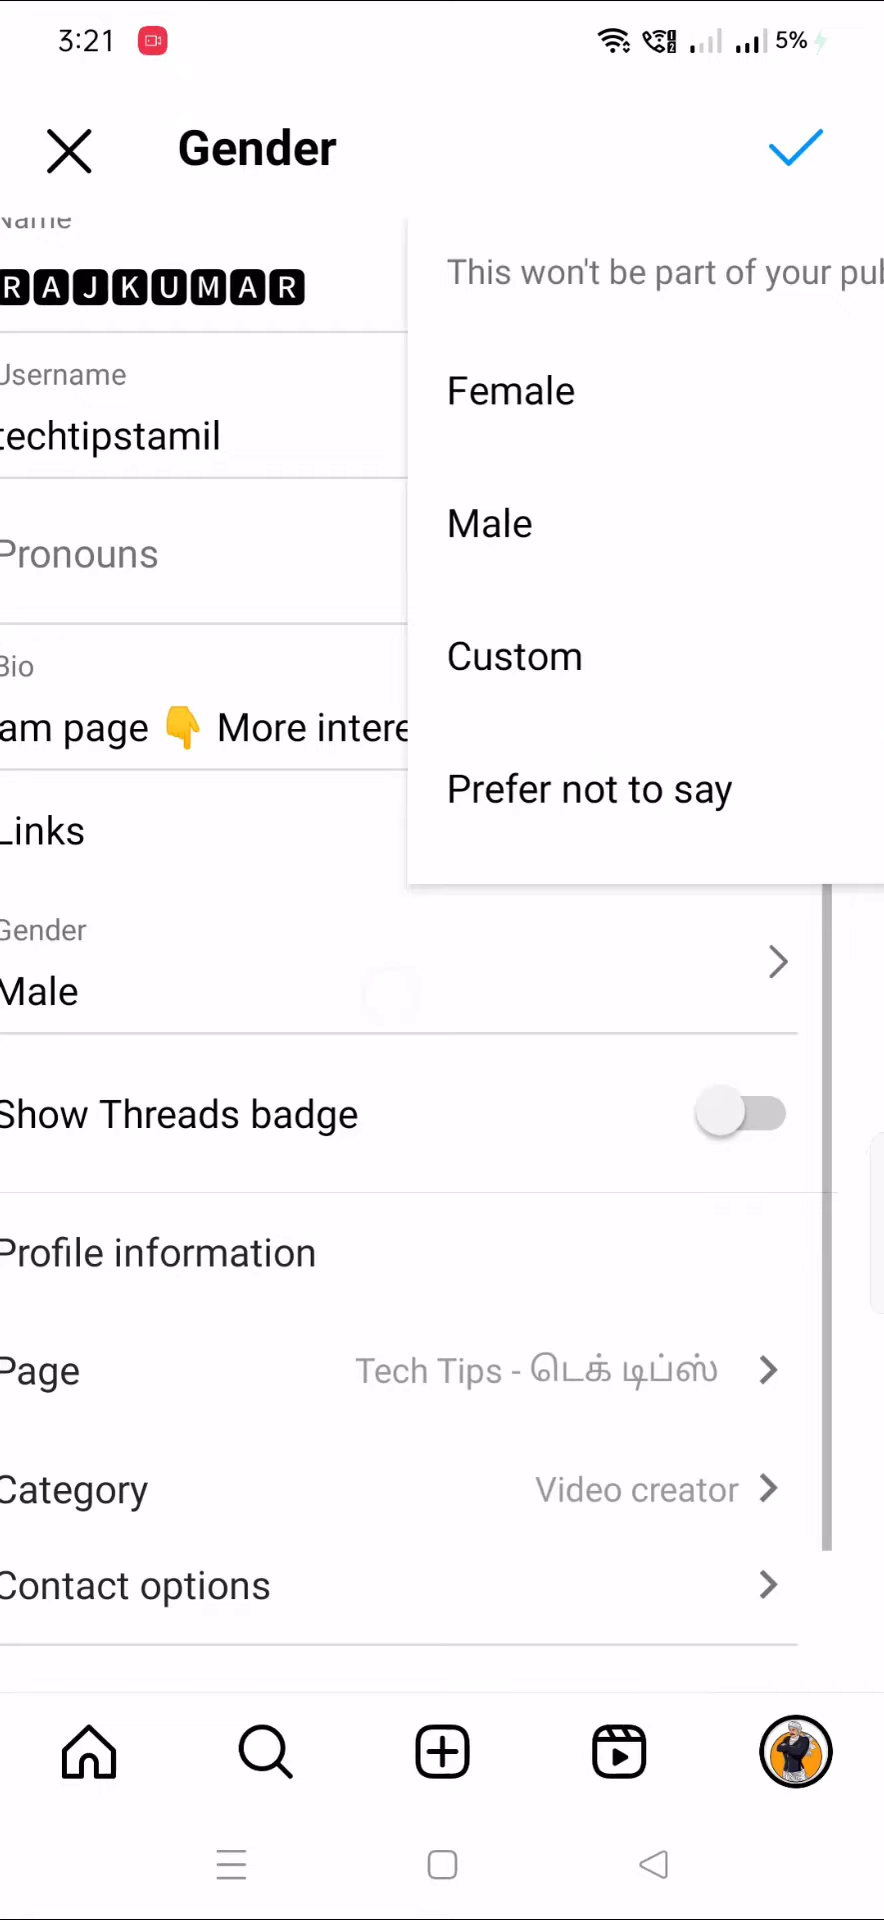 3:21
5%
Gender
Name
RAJKUMAR
This won't be part of your pub
Username
techtipstamil
Female
Male
Pronouns
Custom
Bio
am page 👇 More intere
Prefer not to say
Links
Gender
Male
Show Threads badge
Profile information
Page
Tech Tips - டெக் டிப்ஸ்
Category
Video creator
Contact options